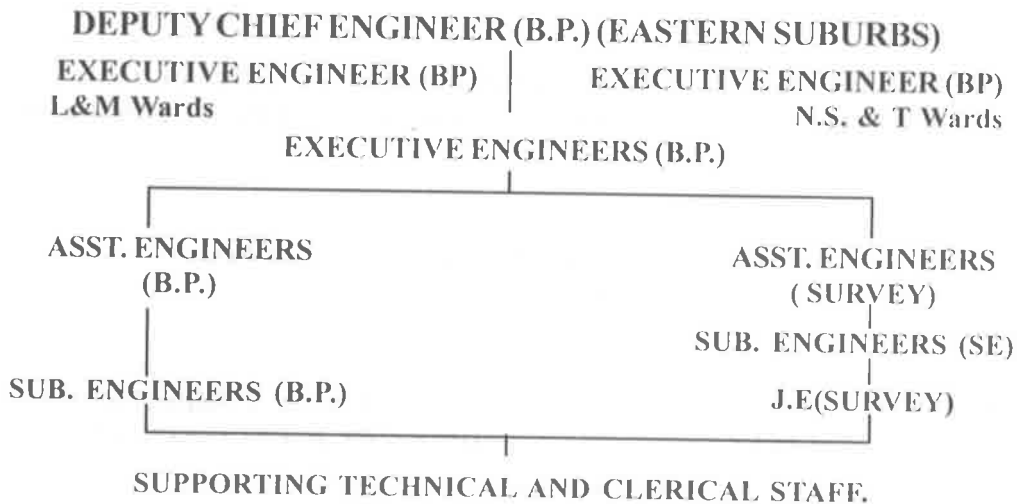 DEPUTY CHIEF ENGINEER (B.P.) (EASTERN SUBURBS)
EXECUTIVE ENGINEER (BP)
L&M Wards
EXECUTIVE ENGINEER (BP)
N.S. & T Wards
EXECUTIVE ENGINEERS (B.P.)
ASST. ENGINEERS
(B.P.)
ASST. ENGINEERS
( SURVEY)
SUB. ENGINEERS (SE)
SUB. ENGINEERS (B.P.)
J.E(SURVEY)
SUPPORTING TECHNICAL AND CLERICAL STAFF.